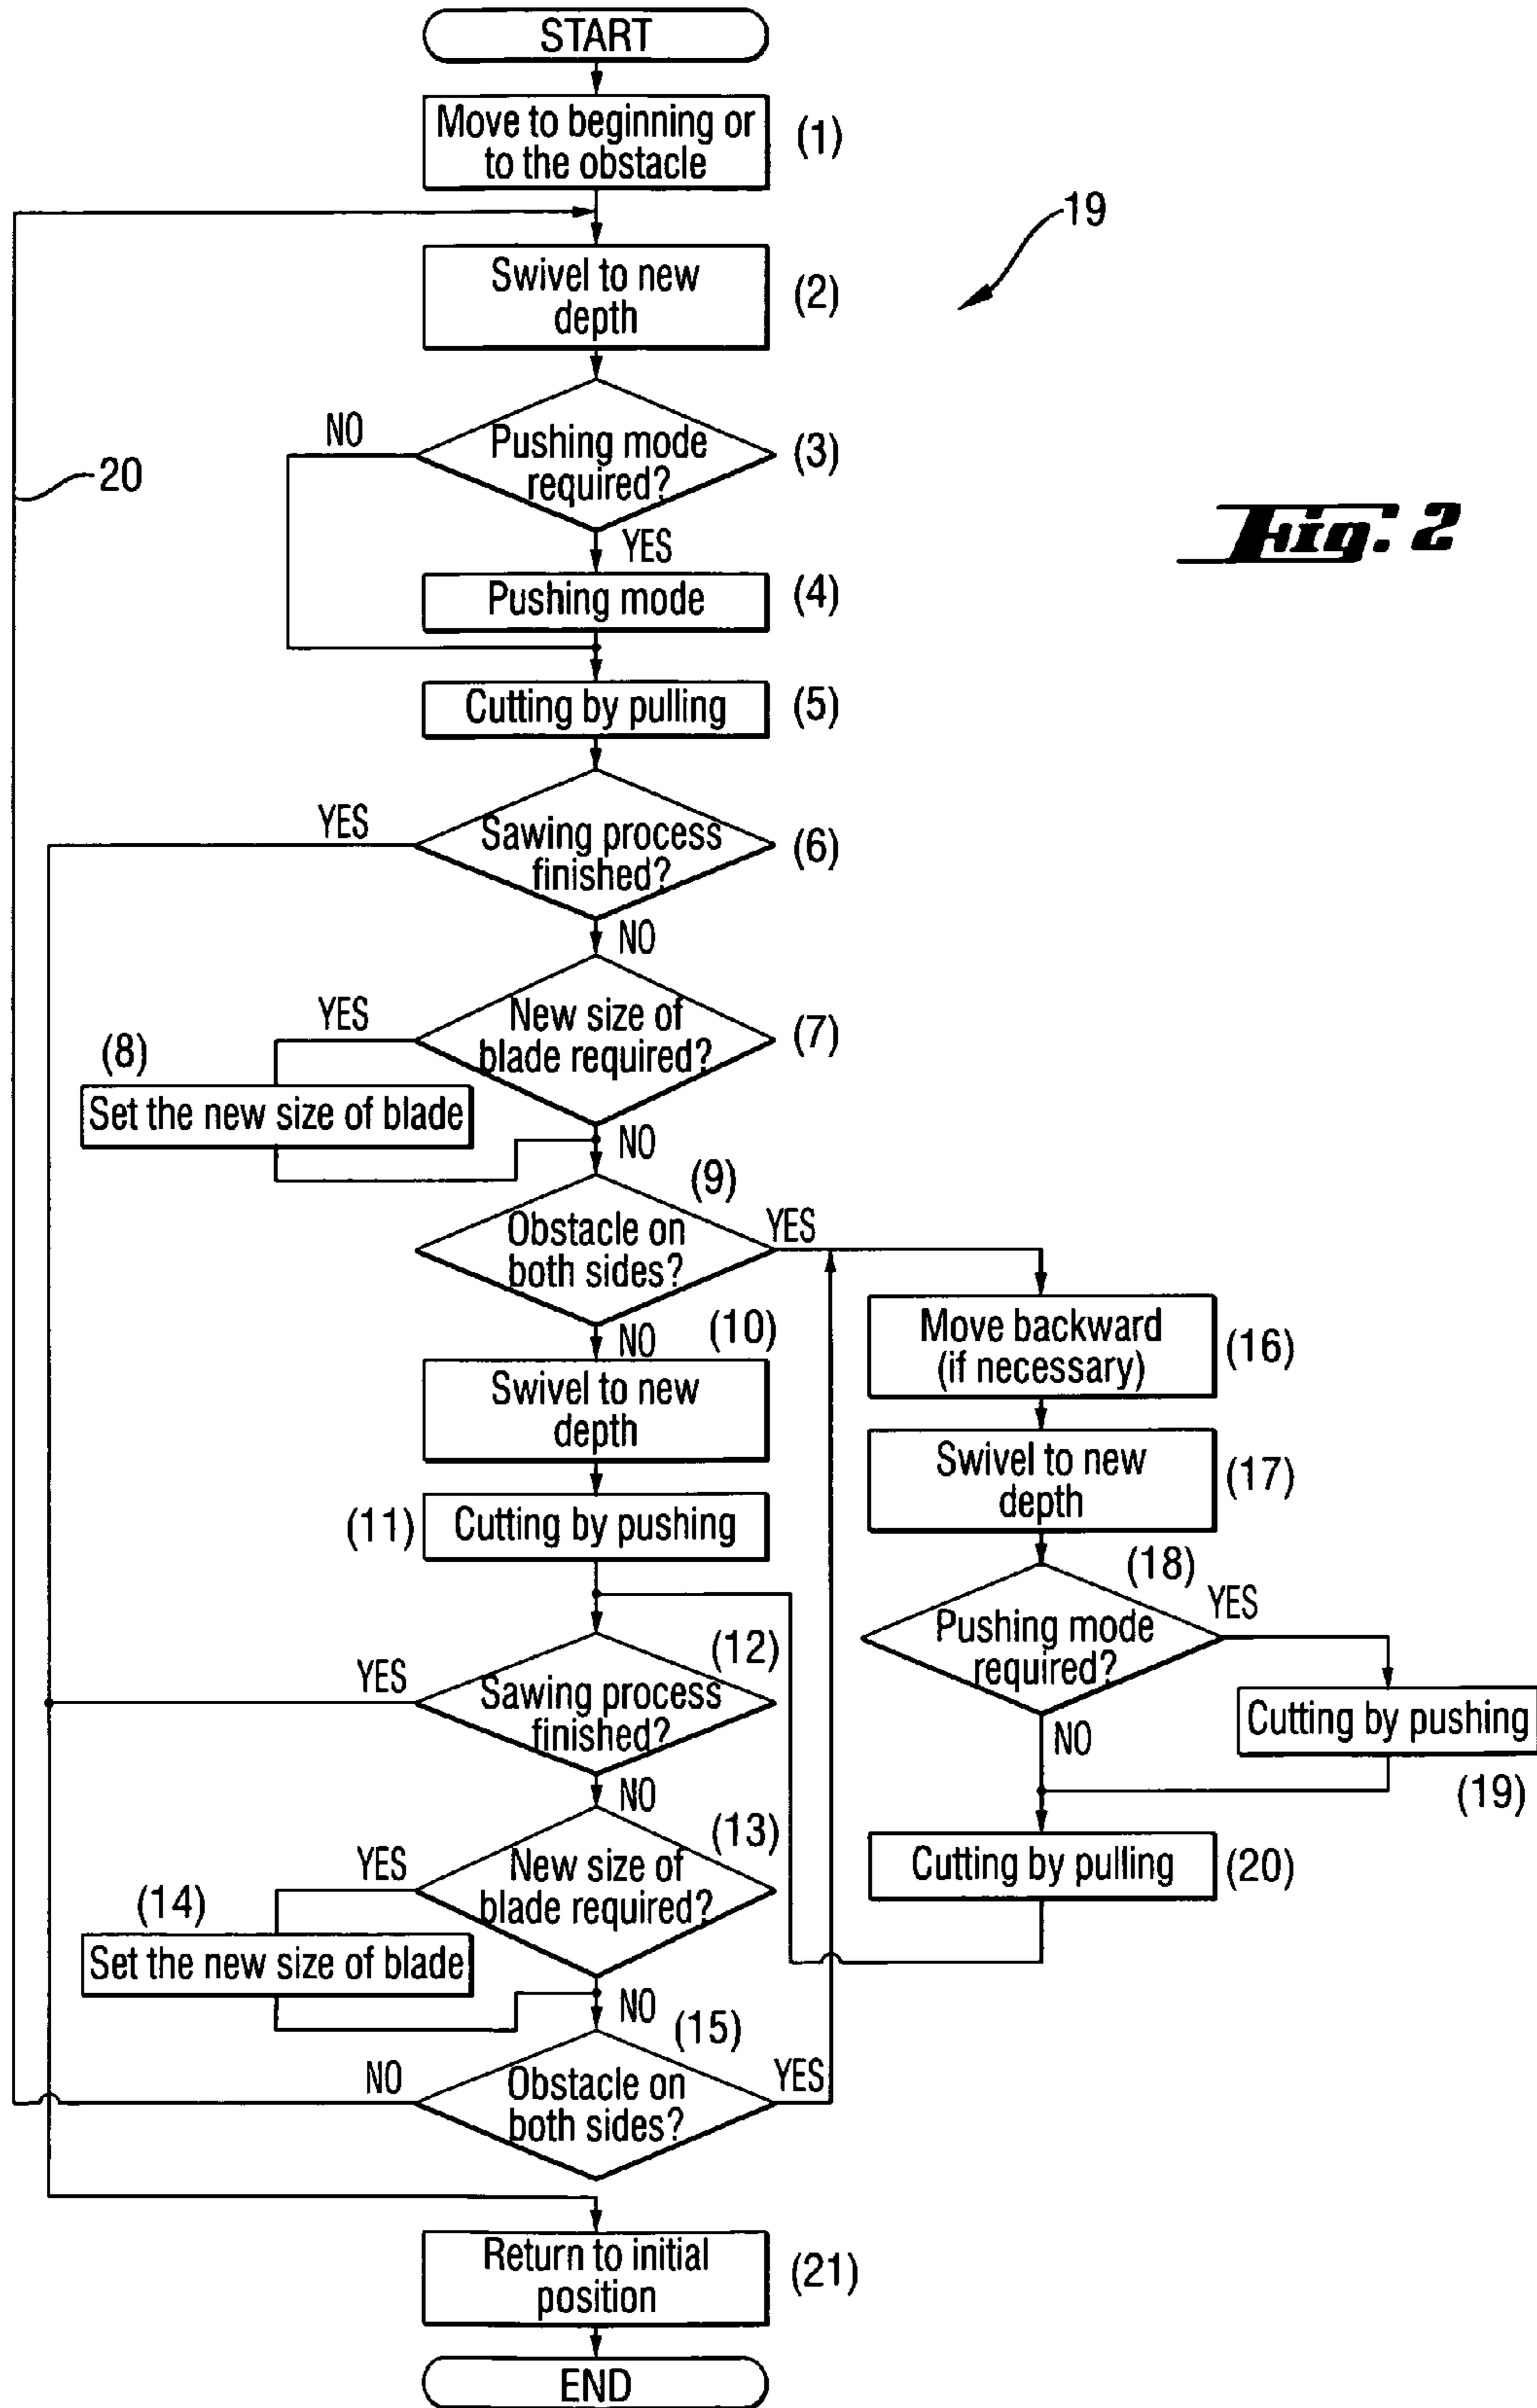 START
Move to beginning or
to the obstacle
(1)
19
Swivel to new
depth
(2)
20
NO
Pushing mode
required?
(3)
YES
Fig. 2
Pushing mode
(4)
Cutting by pulling
(5)
YES
Sawing process
finished?
(6)
NO
YES
New size of
blade required?
(7)
(8)
Set the new size of blade
NO
(9)
Obstacle on
both sides?
YES
NO
(10)
Swivel to new
depth
(11)
Cutting by pushing
YES
(12)
Sawing process
finished?
NO
(13)
YES
New size of
blade required?
(14)
Set the new size of blade
NO
(15)
NO
Obstacle on
both sides?
YES
Move backward
(if necessary)
(16)
Swivel to new
depth
(17)
(18)
Pushing mode
required?
YES
NO
Cutting by pushing
(19)
Cutting by pulling
(20)
Return to initial
position
(21)
END